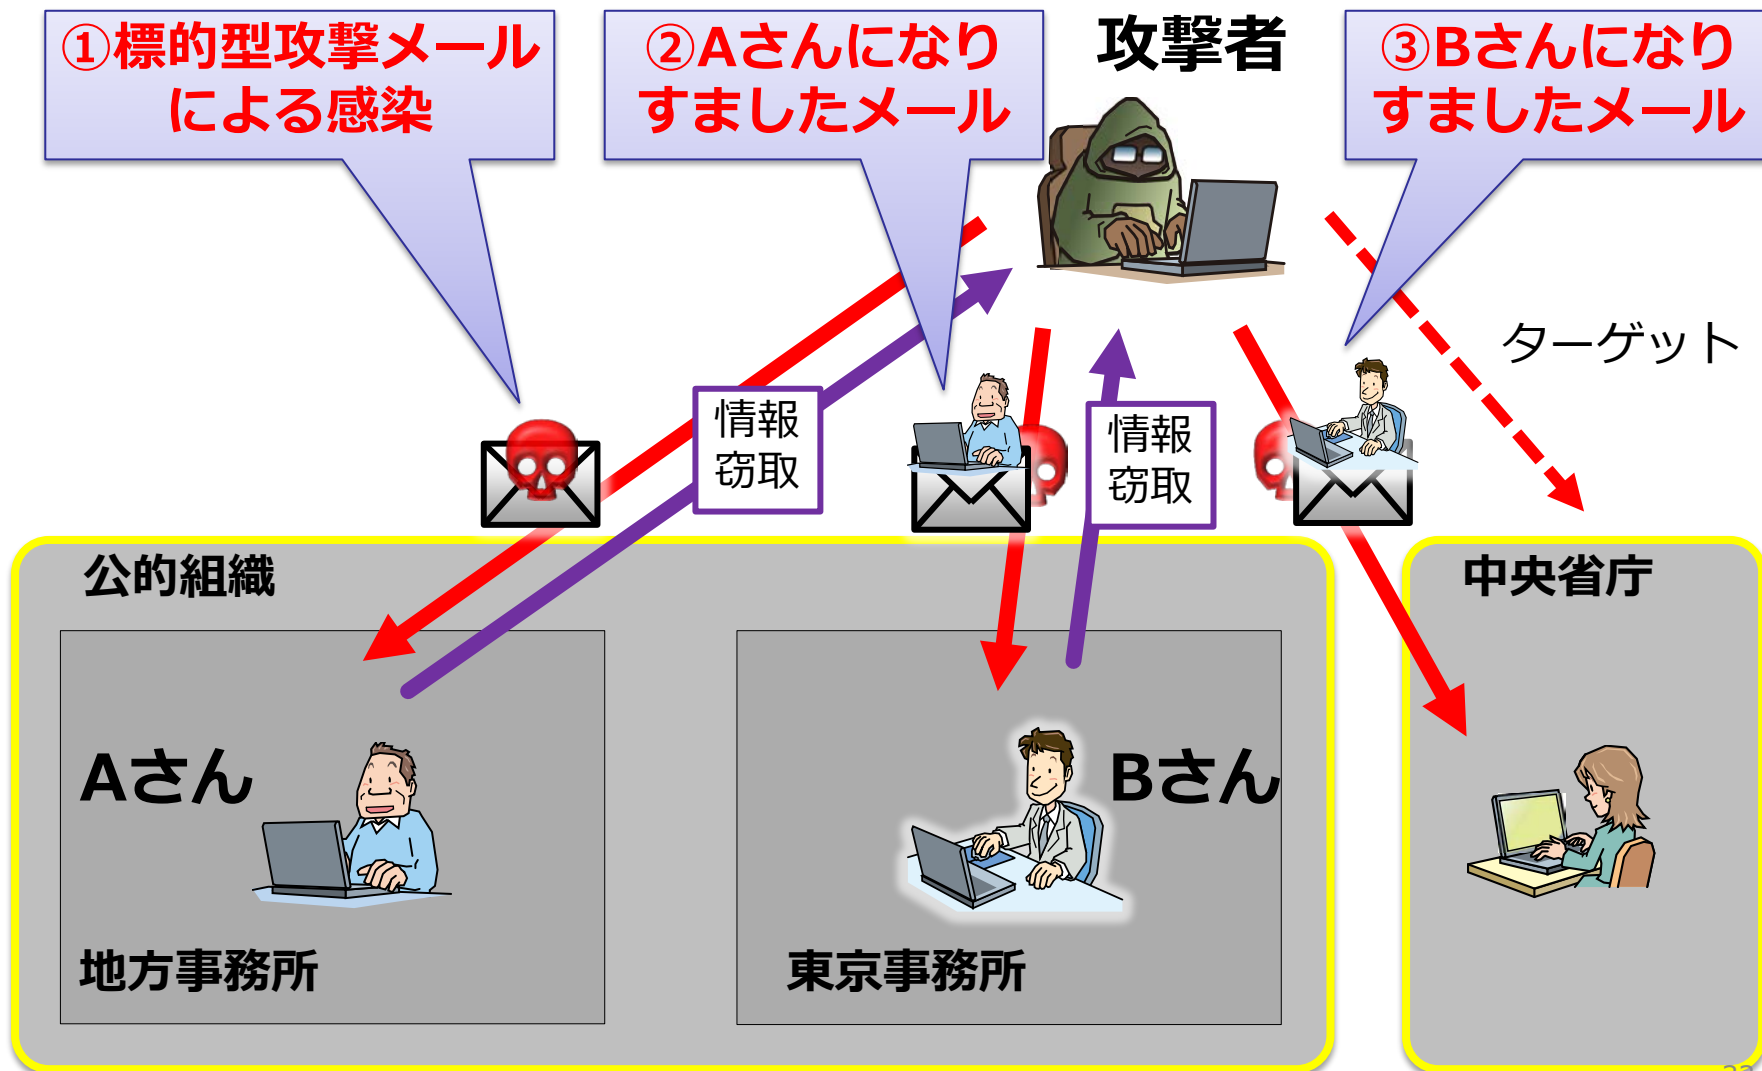 ①標的型攻撃メール
による感染
②Aさんになり
すましたメール
攻撃者
③Bさんになり
すましたメール
ターゲット
情報
窃取
情報
窃取
公的組織
中央省庁
Aさん
Bさん
地方事務所
東京事務所